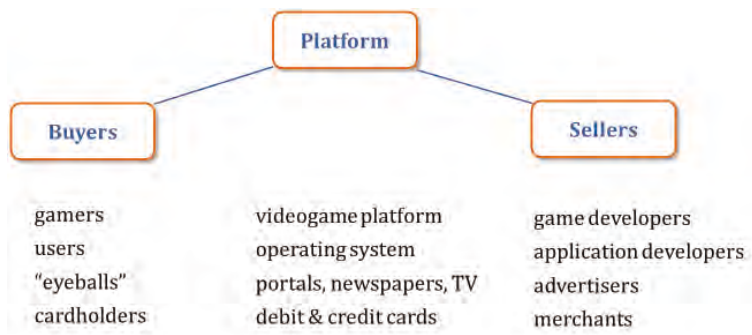 Platform
Buyers
Sellers
gamers videogame platform game developers
users operating system application developers
“eyeballs” portals, newspapers, TV advertisers
cardholders debit & credit cards merchants